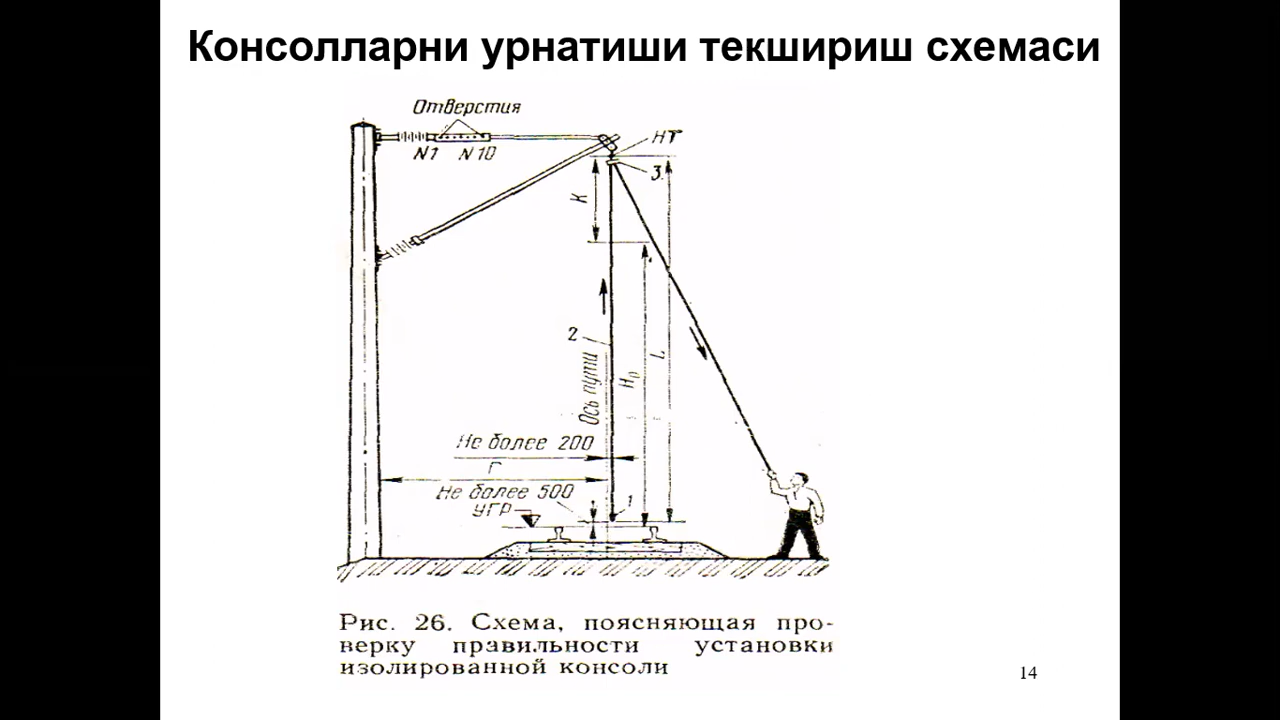 Консолларни урнатиши текшириш схемаси
Отверстия
N1 N10
НТ
3
К
2
Ось пути
Нр
L
Не более 200
Г
Не более 500
1
УГР
Рис. 26. Схема, поясняющая про-
верку правильности установки
изолированной консоли
14